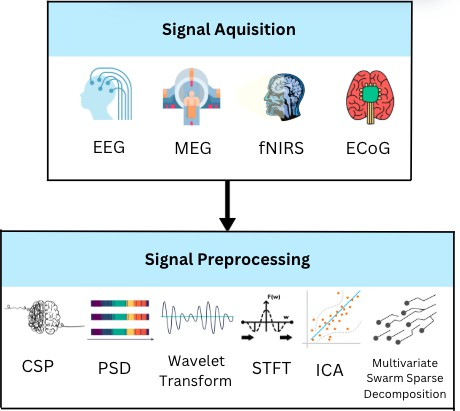 Signal Aquisition
EEG MEG fNIRS ECoG
Signal Preprocessing
F(w)
w
CSP PSD Wavelet Transform STFT ICA Multivariate Swarm Sparse Decomposition